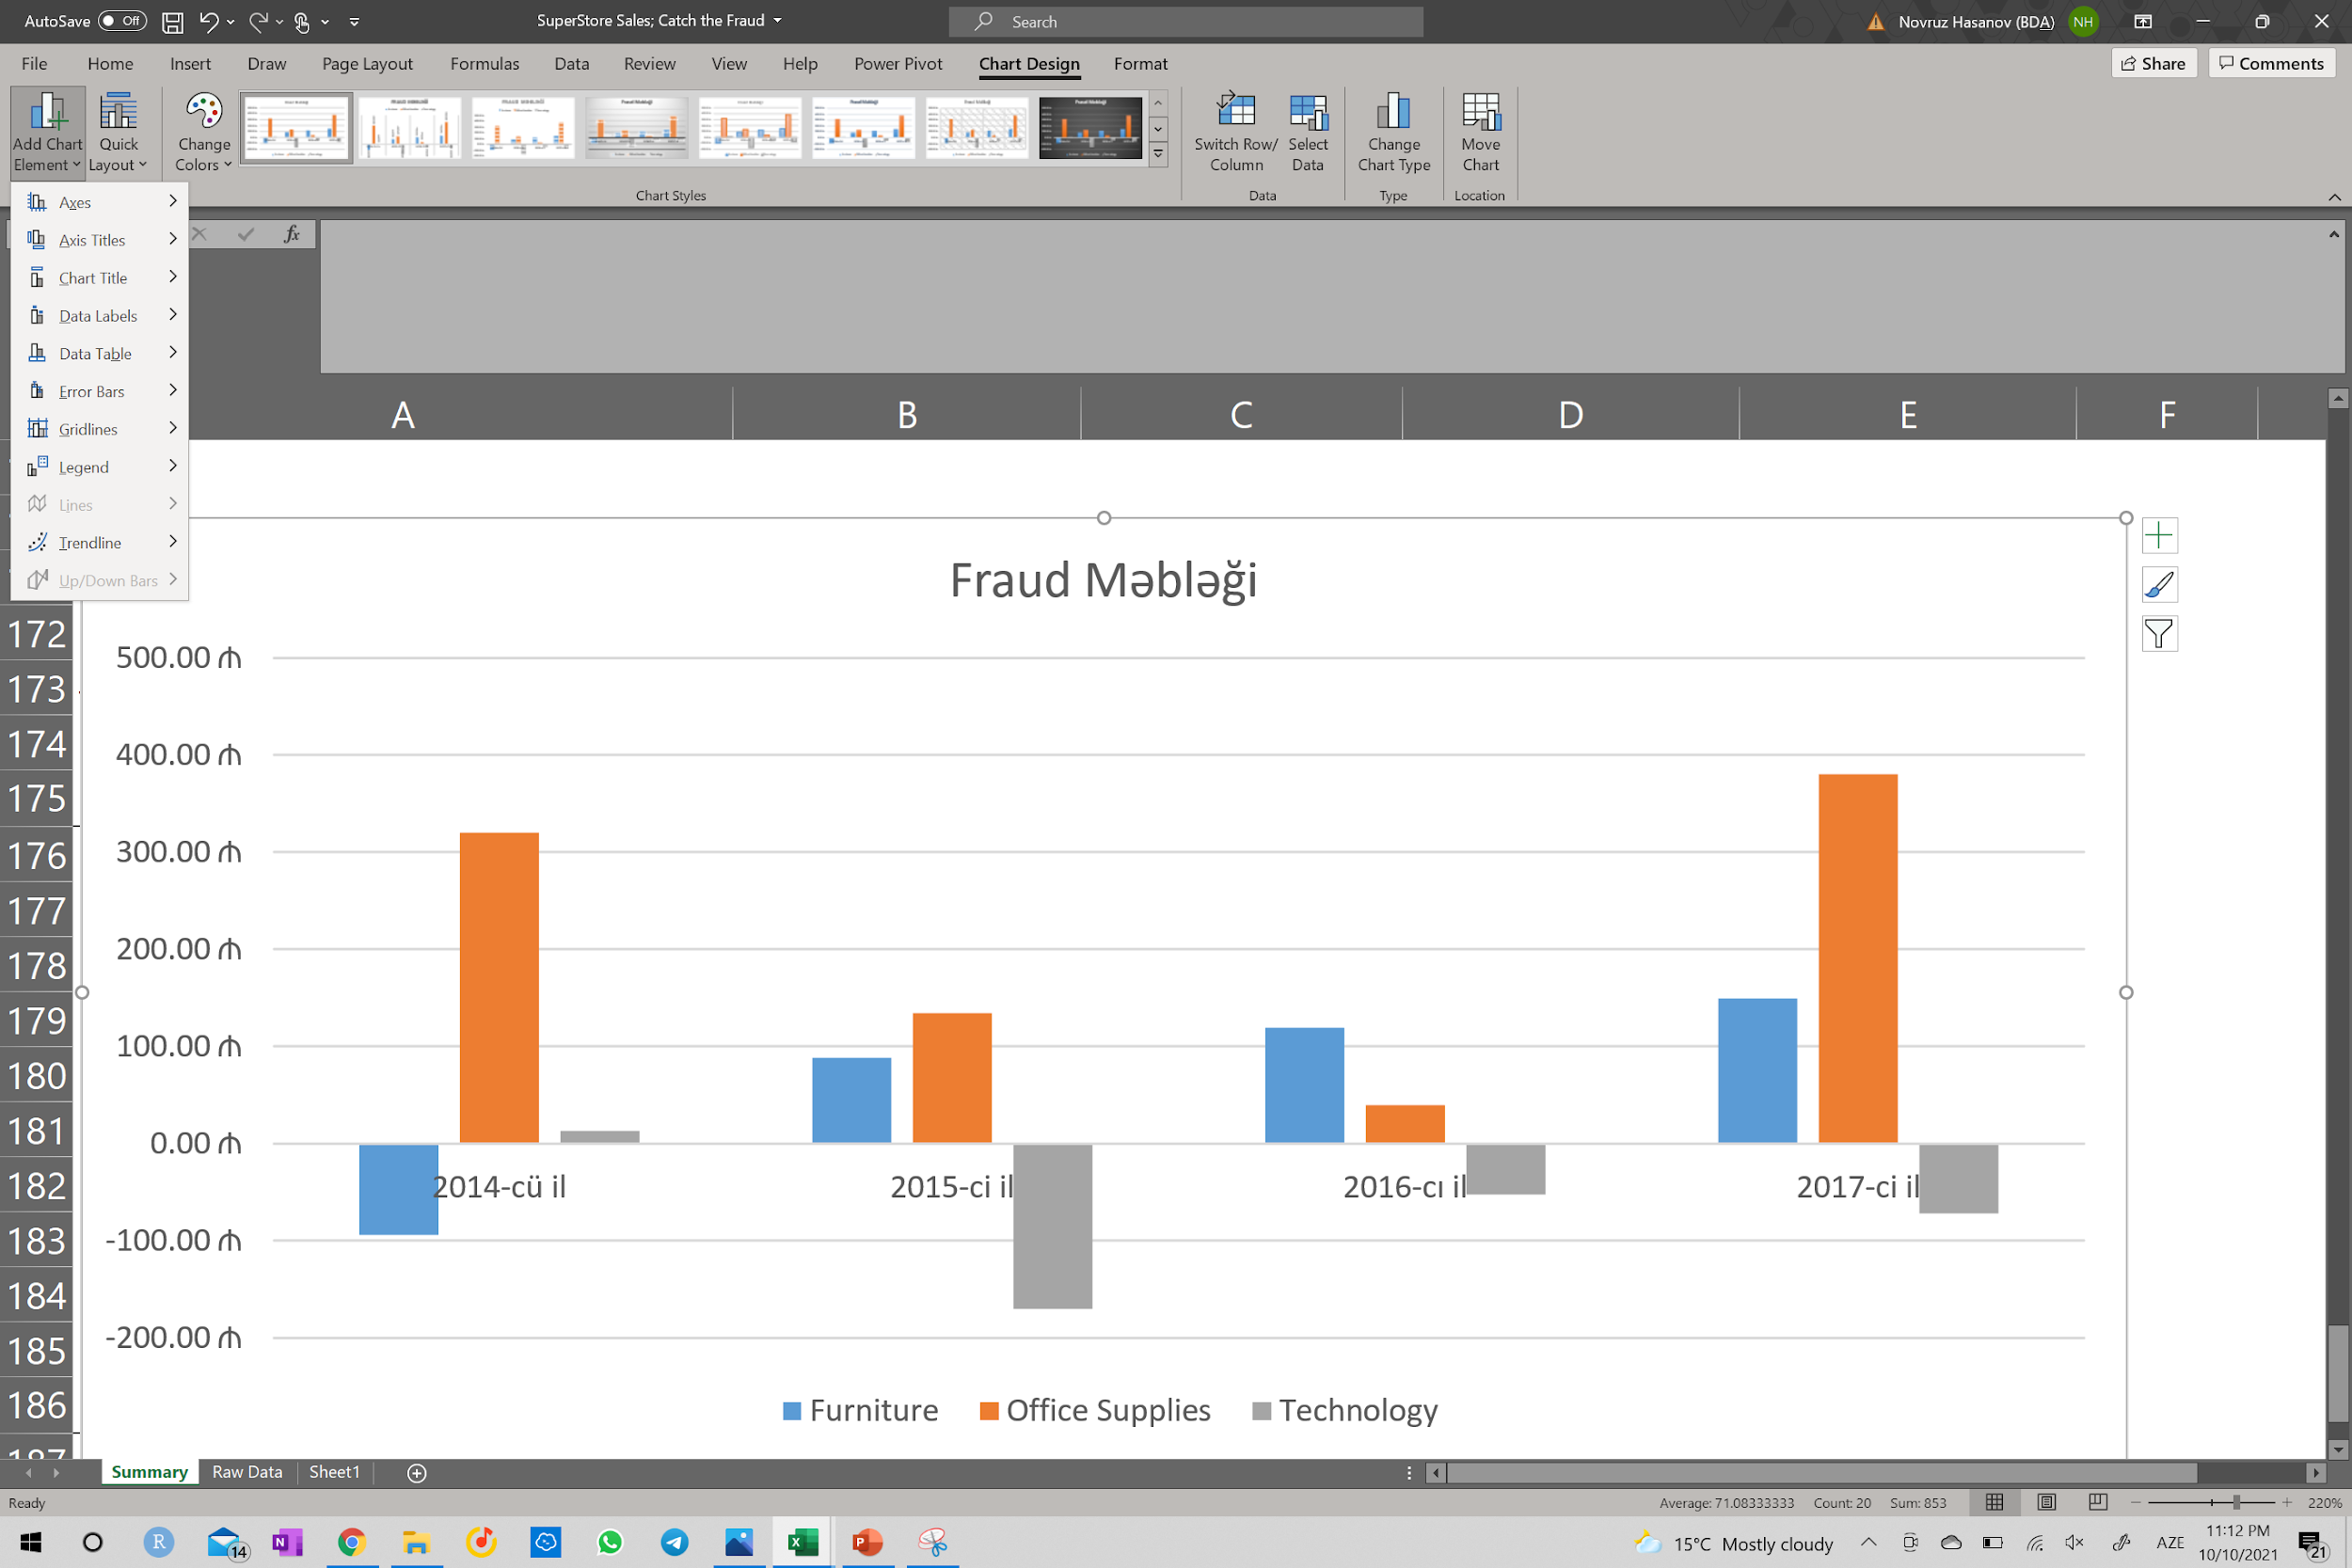 AutoSave Off
SuperStore Sales; Catch the Fraud
Search
Novruz Hasanov (BDA) NH
File Home Insert Draw Page Layout Formulas Data Review View Help Power Pivot Chart Design Format
Share Comments
Add Chart Element
Quick Layout
Change Colors
Switch Row/ Column
Select Data
Change Chart Type
Move Chart
Chart Styles Data Type Location
Axes
Axis Titles
Chart Title
Data Labels
Data Table
Error Bars
Gridlines
Legend
Lines
Trendline
Up/Down Bars
fx
A B C D E F
172
173
174
175
176
177
178
179
180
181
182
183
184
185
186
187
Fraud Məbləği
500.00 ₼
400.00 ₼
300.00 ₼
200.00 ₼
100.00 ₼
0.00 ₼
-100.00 ₼
-200.00 ₼
2014-cü il 2015-ci il 2016-cı il 2017-ci il
Furniture Office Supplies Technology
Summary Raw Data Sheet1
Ready
Average: 71.08333333 Count: 20 Sum: 853
220%
R 14 N P
15°C Mostly cloudy
AZE
11:12 PM
10/10/2021
21